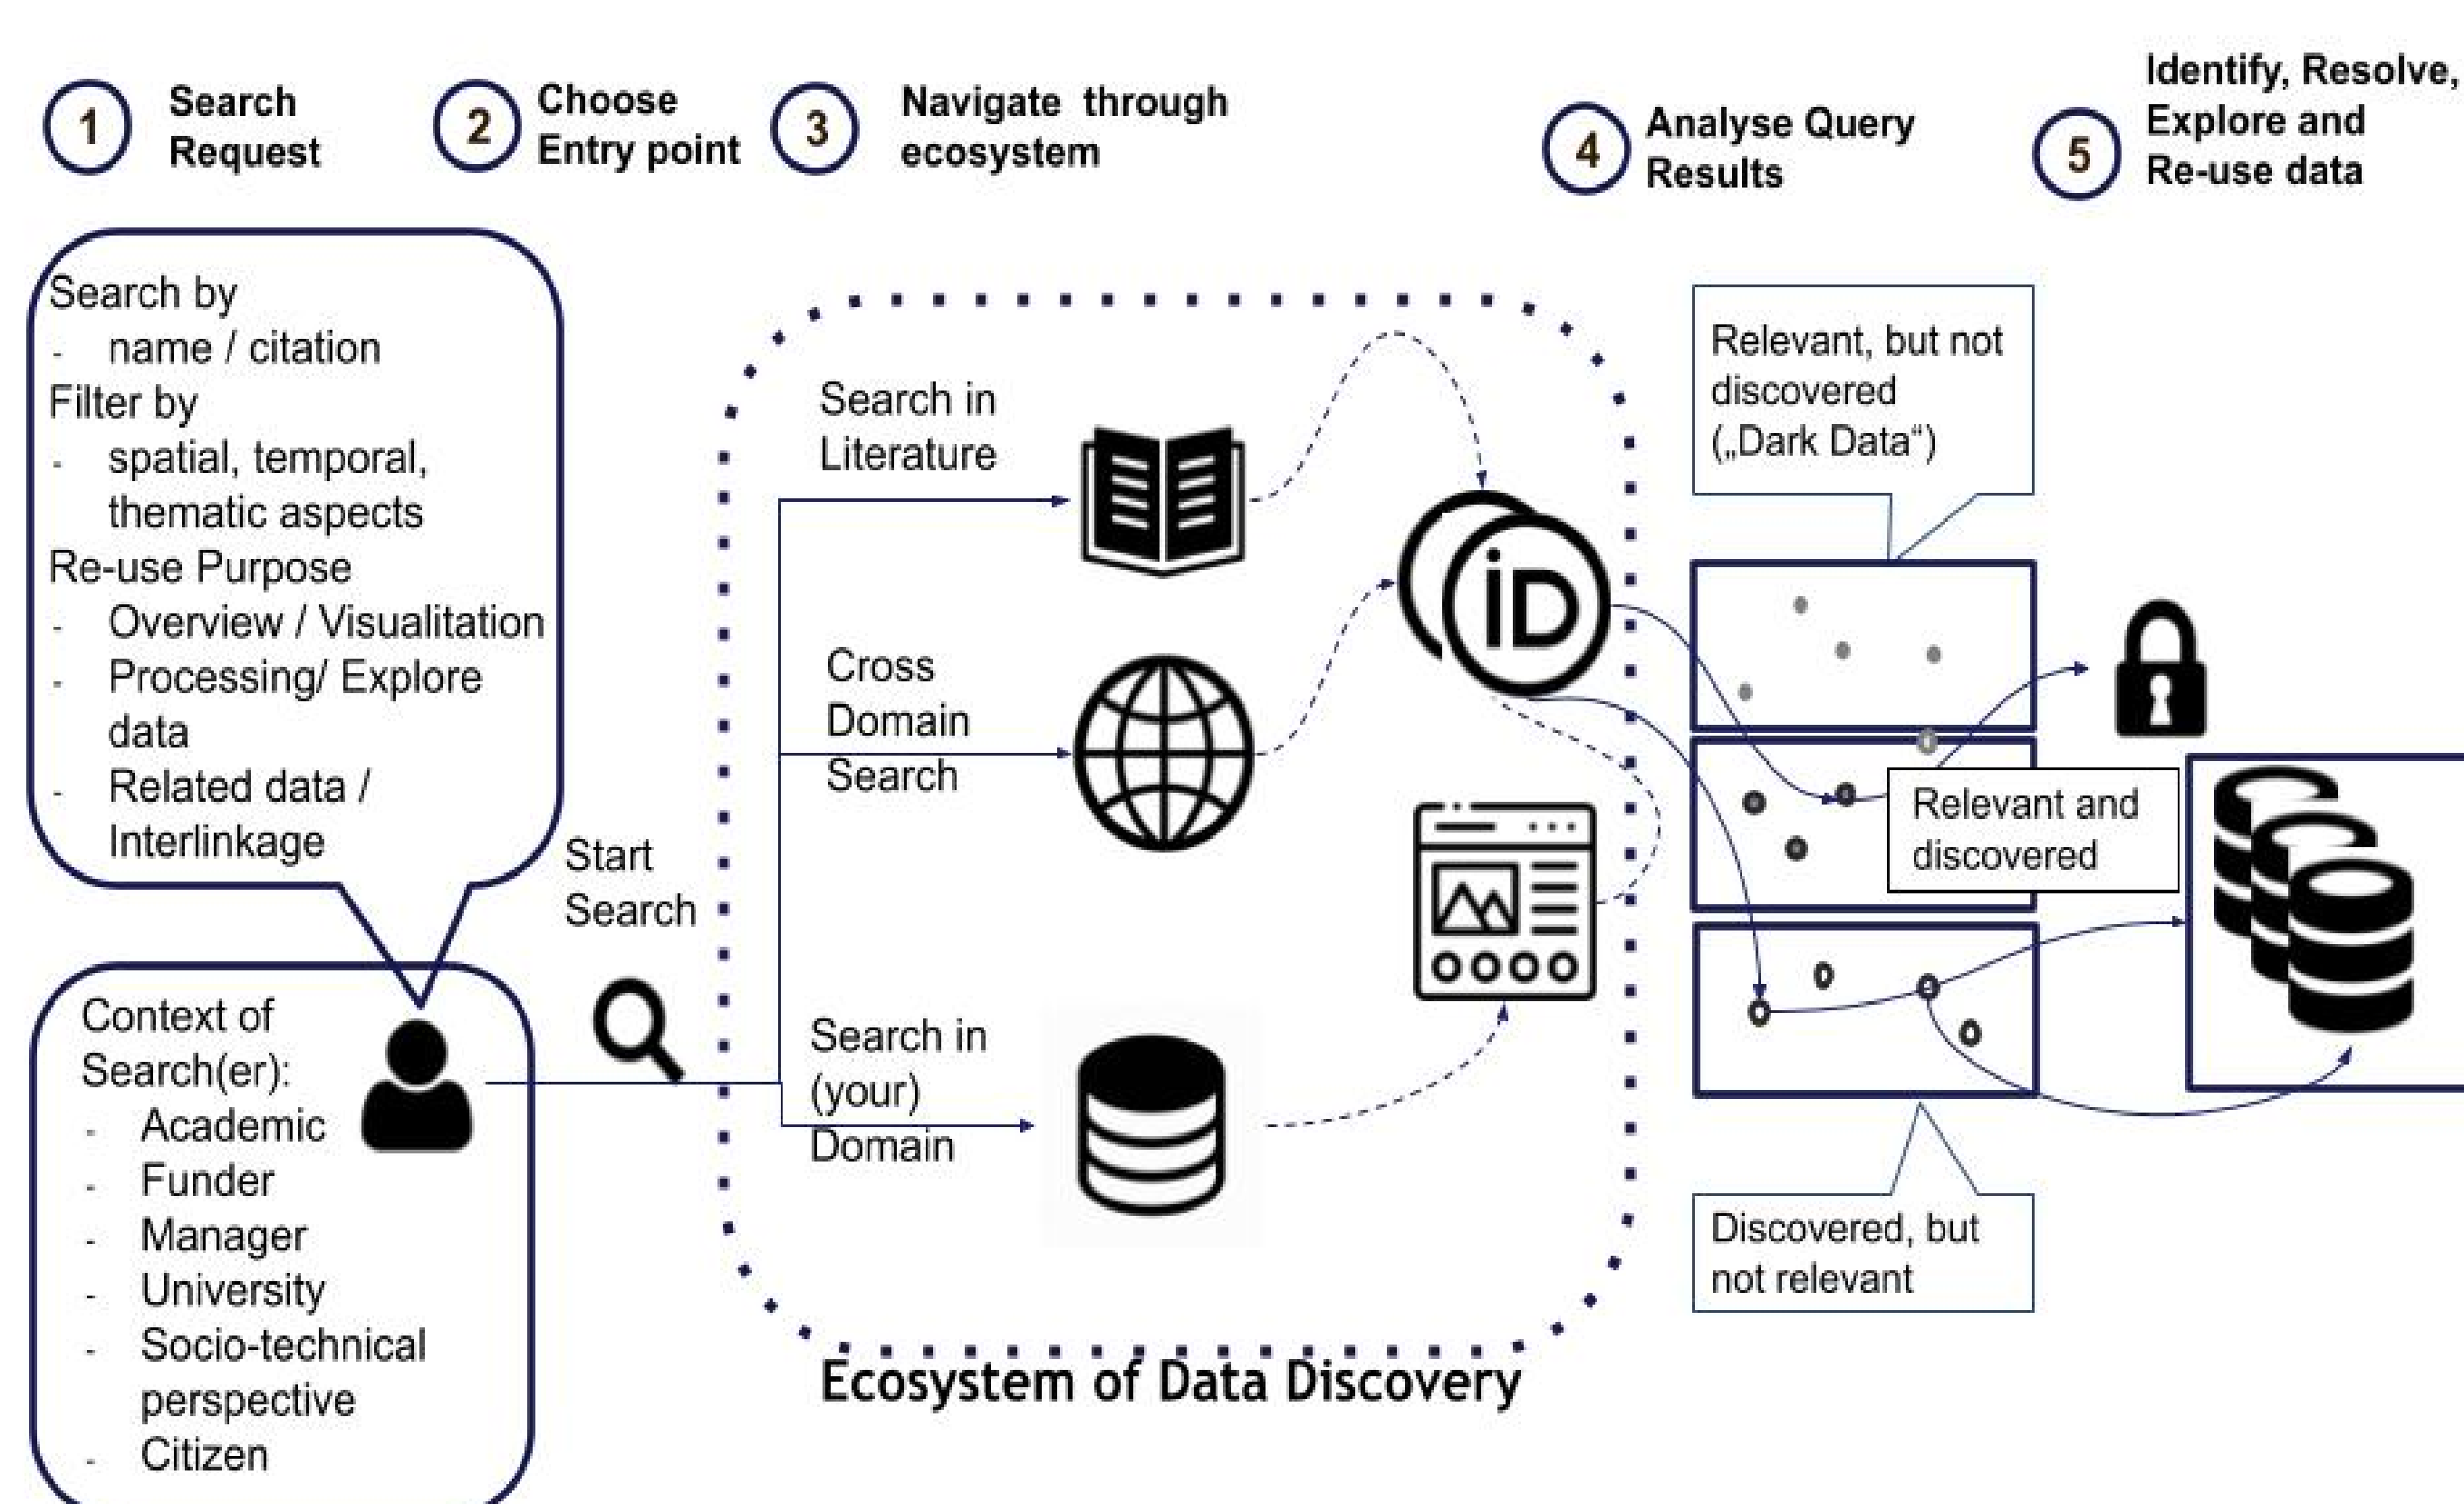 1
Search
Request
2
Choose
Entry point
3
Navigate through
ecosystem
4
Analyse Query
Results
5
Identify, Resolve,
Explore and
Re-use data
Search by
- name / citation
Filter by
- spatial, temporal,
thematic aspects
Re-use Purpose
- Overview / Visualitation
- Processing/ Explore
data
- Related data /
Interlinkage
Context of
Search(er):
- Academic
- Funder
- Manager
- University
- Socio-technical
perspective
- Citizen
Start
Search
Search in
Literature
Cross
Domain
Search
Search in
(your)
Domain
iD
Ecosystem of Data Discovery
Relevant, but not
discovered
(„Dark Data“)
Relevant and
discovered
Discovered, but
not relevant